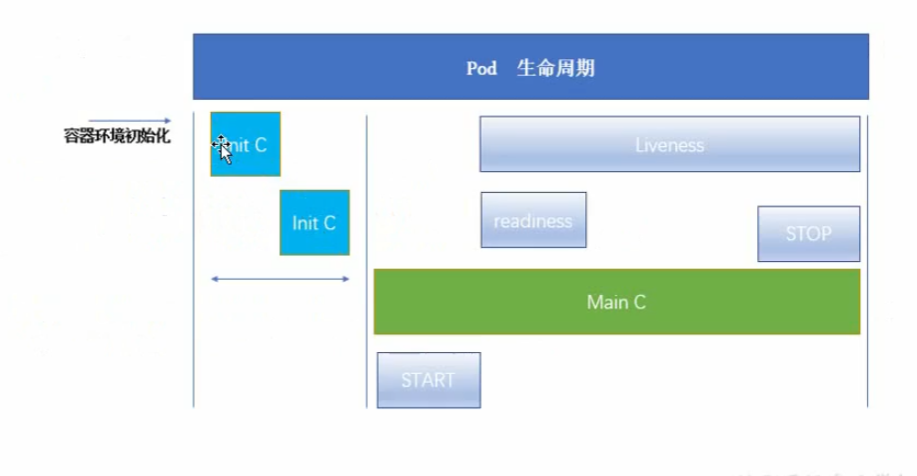 Pod 生命周期
容器环境初始化
Init C
Liveness
Init C
readiness
STOP
Main C
START